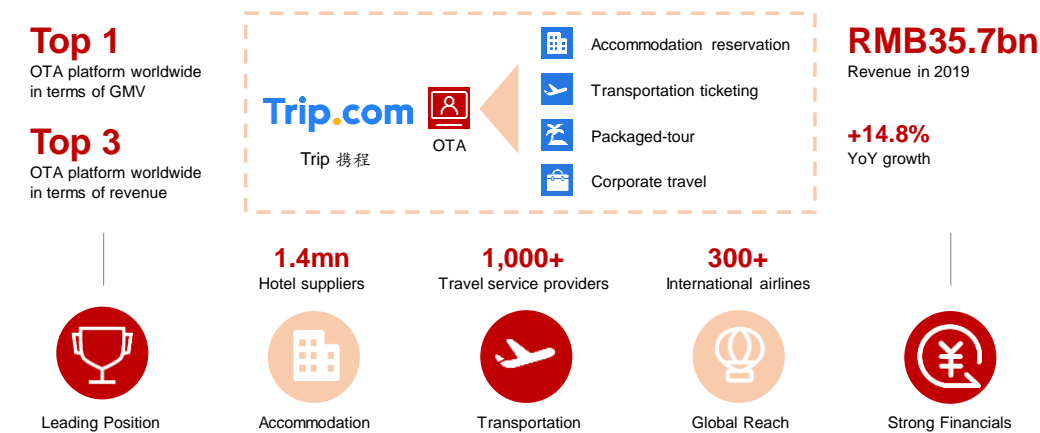 Top 1
OTA platform worldwide
in terms of GMV
Top 3
OTA platform worldwide
in terms of revenue
Trip.com
Trip 携程
OTA
Accommodation reservation
Transportation ticketing
Packaged-tour
Corporate travel
RMB35.7bn
Revenue in 2019
+14.8%
YoY growth
1.4mn
Hotel suppliers
1,000+
Travel service providers
300+
International airlines
¥
Leading Position
Accommodation
Transportation
Global Reach
Strong Financials